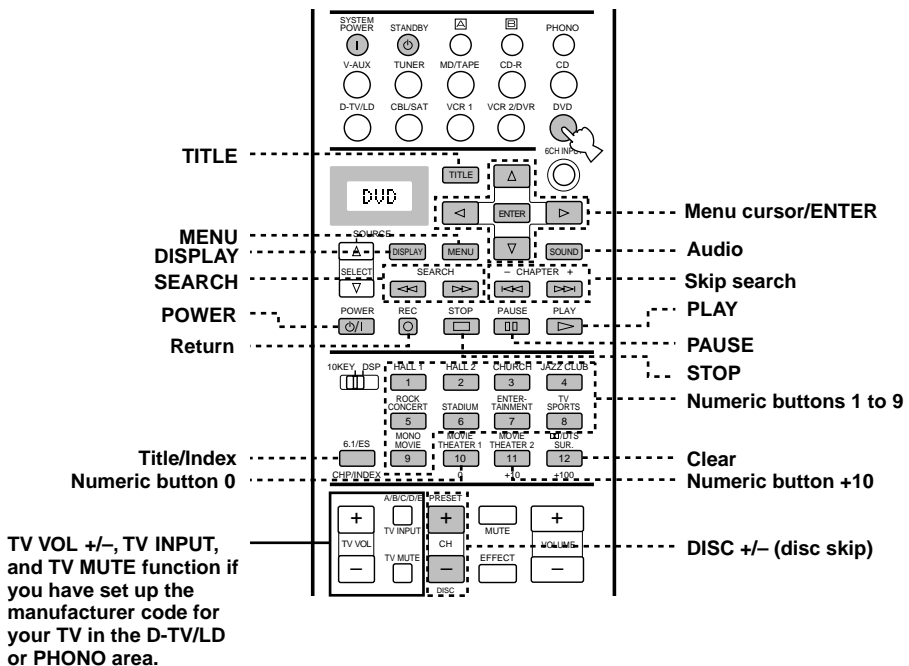 SYSTEM
POWER
STANDBY
A
B
PHONO
V-AUX
TUNER
MD/TAPE
CD-R
CD
D-TV/LD
CBL/SAT
VCR 1
VCR 2/DVR
DVD
6CH INPUT
TITLE
TITLE
DVD
ENTER
Menu cursor/ENTER
SOURCE
MENU
DISPLAY
DISPLAY
MENU
SOUND
Audio
SELECT
SEARCH
SEARCH
– CHAPTER +
Skip search
POWER
POWER
REC
STOP
PAUSE
PLAY
PLAY
Return
PAUSE
STOP
10KEY DSP
HALL 1
HALL 2
CHURCH
JAZZ CLUB
1
2
3
4
Numeric buttons 1 to 9
ROCK
CONCERT
STADIUM
ENTER-
TAINMENT
TV
SPORTS
5
6
7
8
6.1/ES
MONO
MOVIE
MOVIE
THEATER 1
MOVIE
THEATER 2
/DTS
SUR.
Title/Index
9
10
11
12
Clear
CHP/INDEX
0
+10
+100
Numeric button 0
Numeric button +10
A/B/C/D/E
PRESET
+
TV VOL
–
TV INPUT
TV MUTE
+
CH
–
DISC
MUTE
EFFECT
+
VOLUME
–
DISC +/– (disc skip)
TV VOL +/–, TV INPUT,
and TV MUTE function if
you have set up the
manufacturer code for
your TV in the D-TV/LD
or PHONO area.